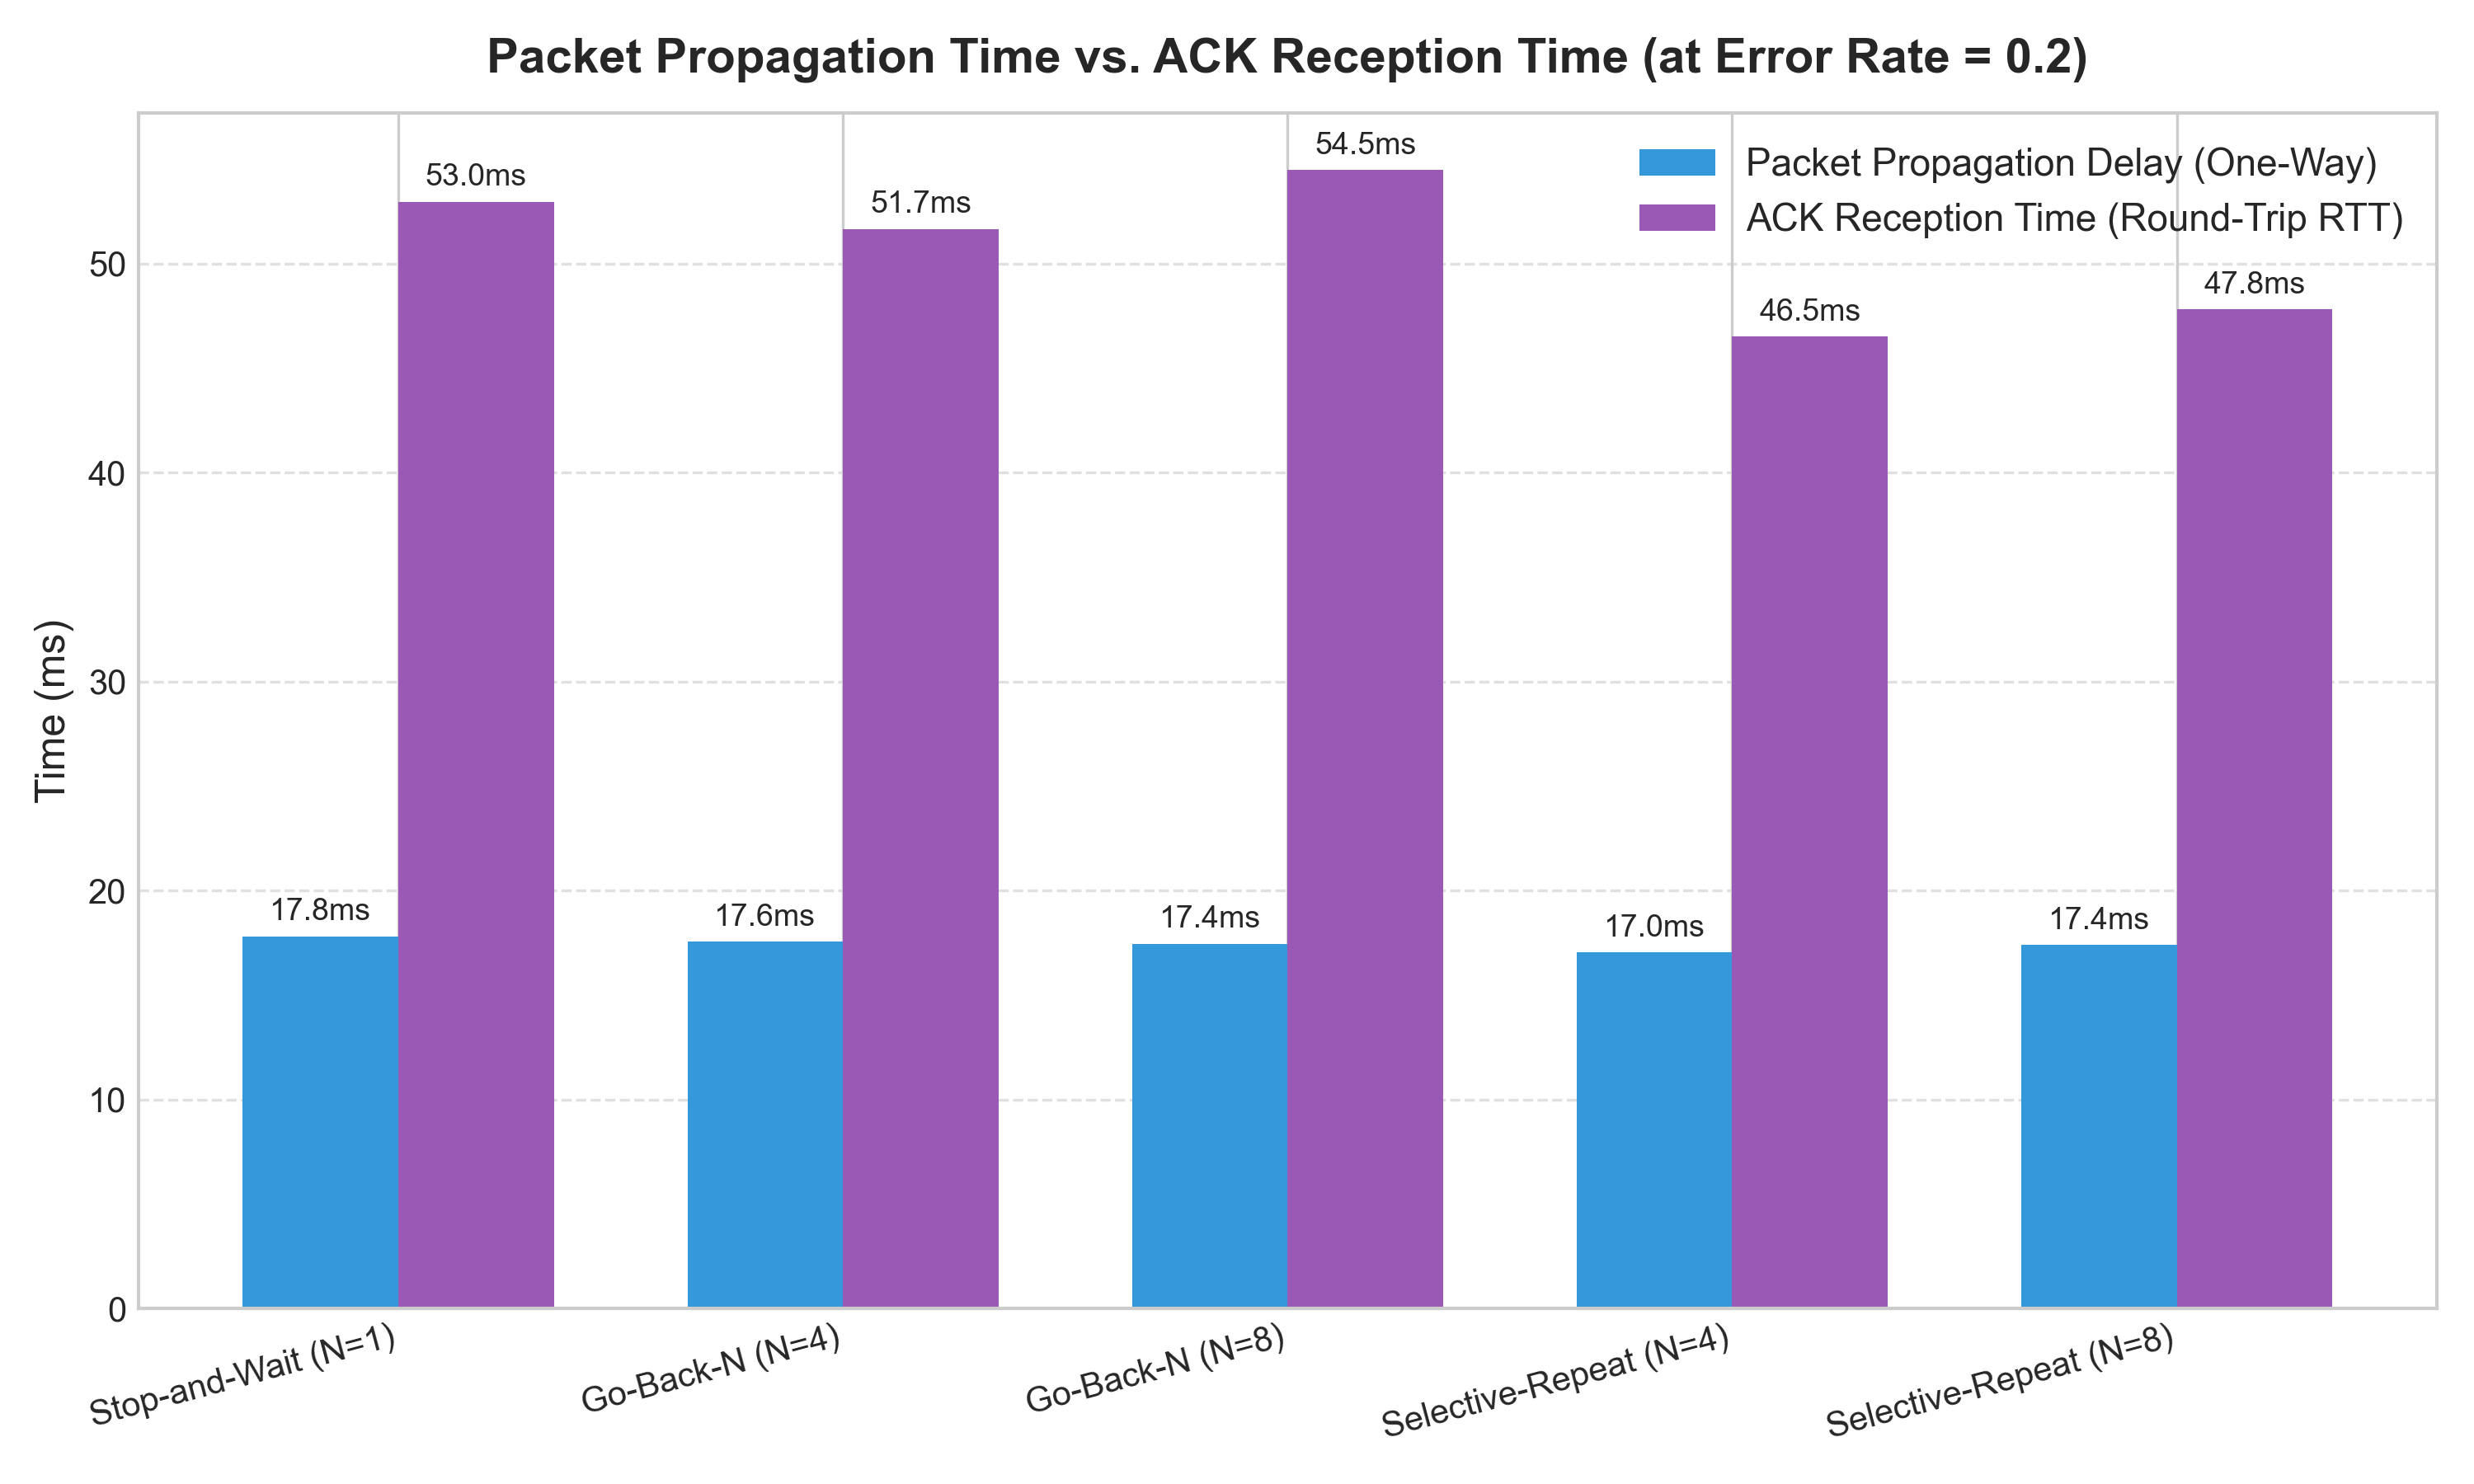 Packet Propagation Time vs. ACK Reception Time (at Error Rate = 0.2)
Packet Propagation Delay (One-Way)
ACK Reception Time (Round-Trip RTT)
Time (ms)
50
40
30
20
10
0
17.8ms
53.0ms
17.6ms
51.7ms
17.4ms
54.5ms
17.0ms
46.5ms
17.4ms
47.8ms
Stop-and-Wait (N=1)
Go-Back-N (N=4)
Go-Back-N (N=8)
Selective-Repeat (N=4)
Selective-Repeat (N=8)